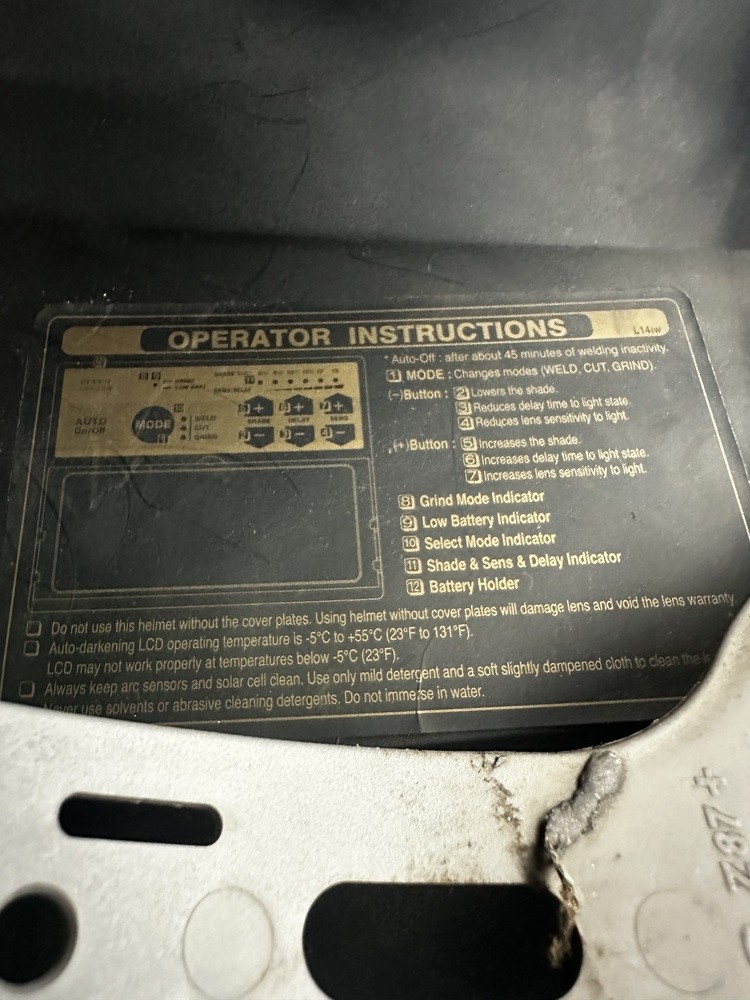 OPERATOR INSTRUCTIONS
L14iw
* Auto-Off : after about 45 minutes of welding inactivity.
1 MODE : Changes modes (WELD, CUT, GRIND).
(−)Button : 2 Lowers the shade.
3 Reduces delay time to light state.
4 Reduces lens sensitivity to light.
(+)Button : 5 Increases the shade.
6 Increases delay time to light state.
7 Increases lens sensitivity to light.
8 Grind Mode Indicator
9 Low Battery Indicator
10 Select Mode Indicator
11 Shade & Sens & Delay Indicator
12 Battery Holder
AUTO
On/Off
MODE
1
10
WELD
CUT
GRIND
+ + +
SHADE DELAY SENS
− − −
Do not use this helmet without the cover plates. Using helmet without cover plates will damage lens and void the lens warranty
Auto-darkening LCD operating temperature is -5°C to +55°C (23°F to 131°F).
LCD may not work properly at temperatures below -5°C (23°F).
Always keep arc sensors and solar cell clean. Use only mild detergent and a soft slightly dampened cloth to clean the
Never use solvents or abrasive cleaning detergents. Do not immerse in water.
Z87+